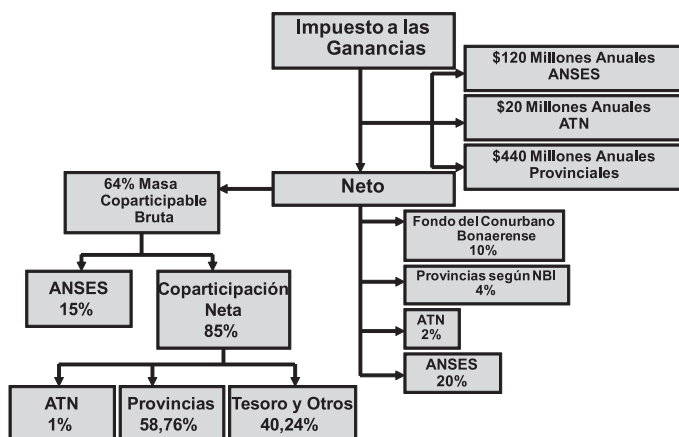 Impuesto a las
Ganancias
$120 Millones Anuales
ANSES
$20 Millones Anuales
ATN
$440 Millones Anuales
Provinciales
Neto
64% Masa
Coparticipable
Bruta
Fondo del Conurbano
Bonaerense
10%
Provincias según NBI
4%
ATN
2%
ANSES
20%
ANSES
15%
Coparticipación
Neta
85%
ATN
1%
Provincias
58,76%
Tesoro y Otros
40,24%